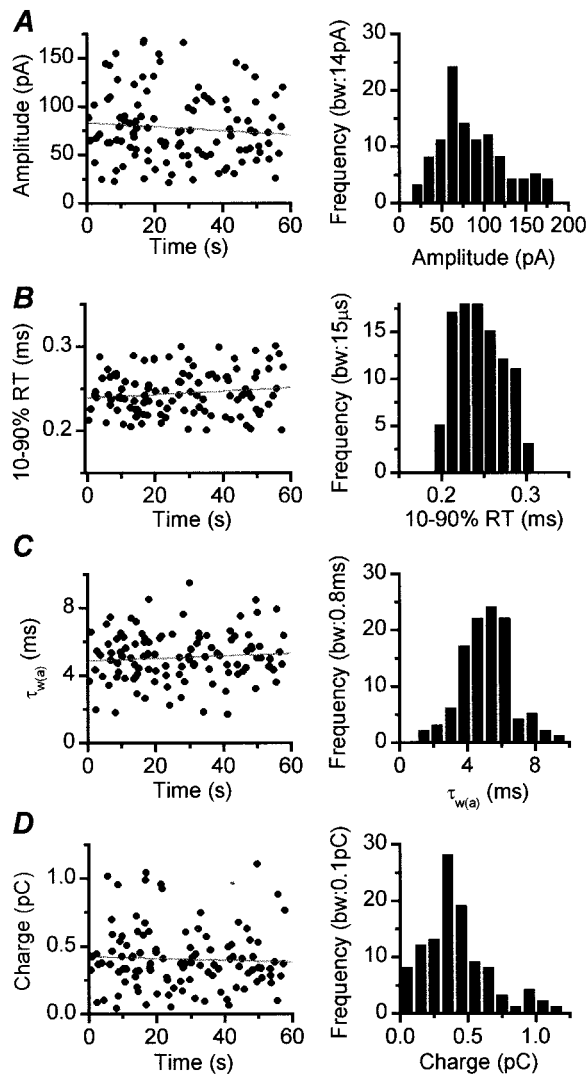 A
Amplitude (pA)
150
100
50
0
0 20 40 60
Time (s)
Frequency (bw:14pA)
30
20
10
0
0 50 100 150 200
Amplitude (pA)
B
10-90% RT (ms)
0.3
0.2
0 20 40 60
Time (s)
Frequency (bw:15µs)
15
10
5
0
0.2 0.3
10-90% RT (ms)
C
τw(a) (ms)
8
4
0
0 20 40 60
Time (s)
Frequency (bw:0.8ms)
30
20
10
0
0 4 8
τw(a) (ms)
D
Charge (pC)
1.0
0.5
0.0
0 20 40 60
Time (s)
Frequency (bw:0.1pC)
30
20
10
0
0.0 0.5 1.0
Charge (pC)